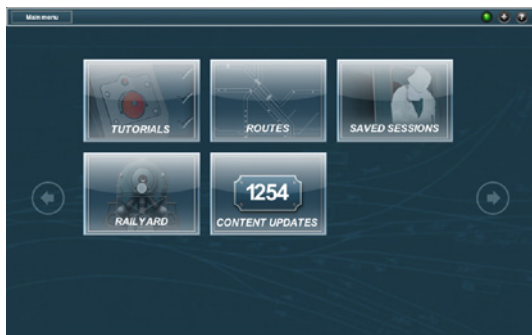 Main menu
TUTORIALS
ROUTES
SAVED SESSIONS
RAILYARD
1254
CONTENT UPDATES